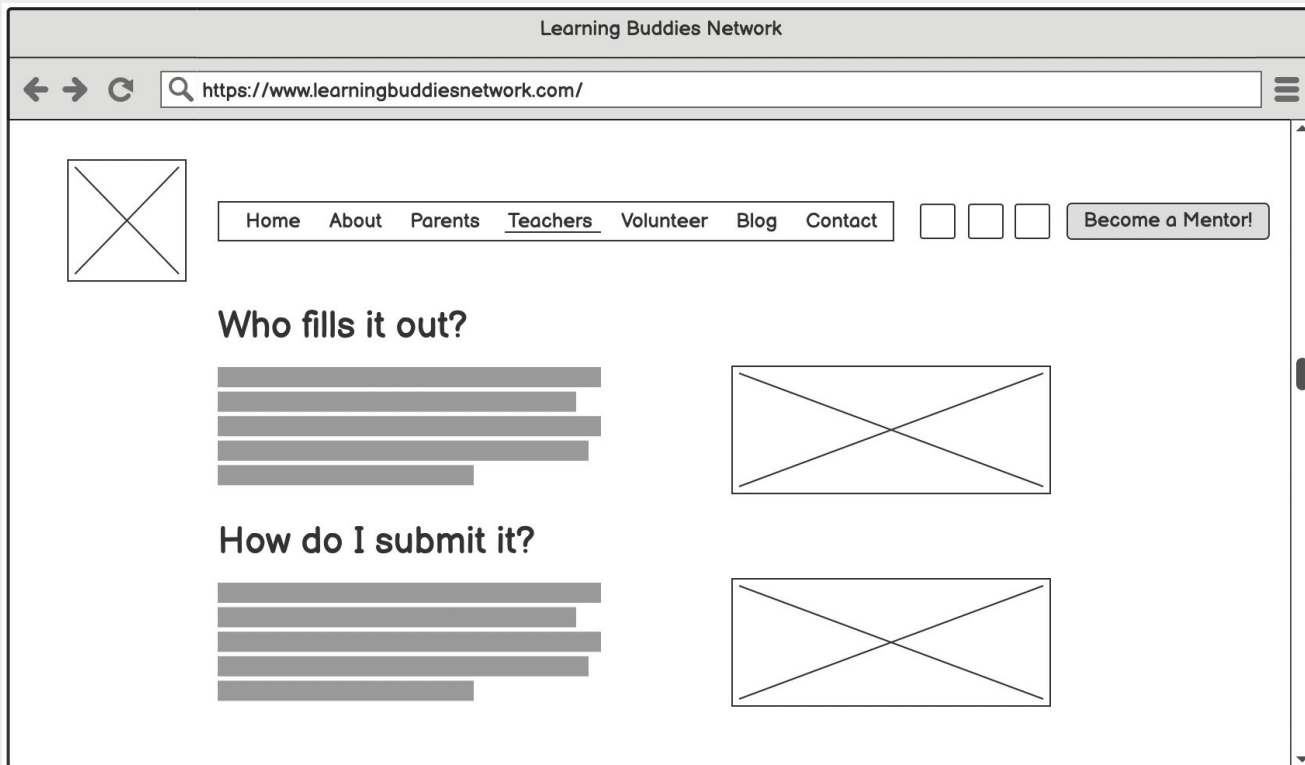 Learning Buddies Network
https://www.learningbuddiesnetwork.com/
Home About Parents Teachers Volunteer Blog Contact Become a Mentor!
Who fills it out?
How do I submit it?